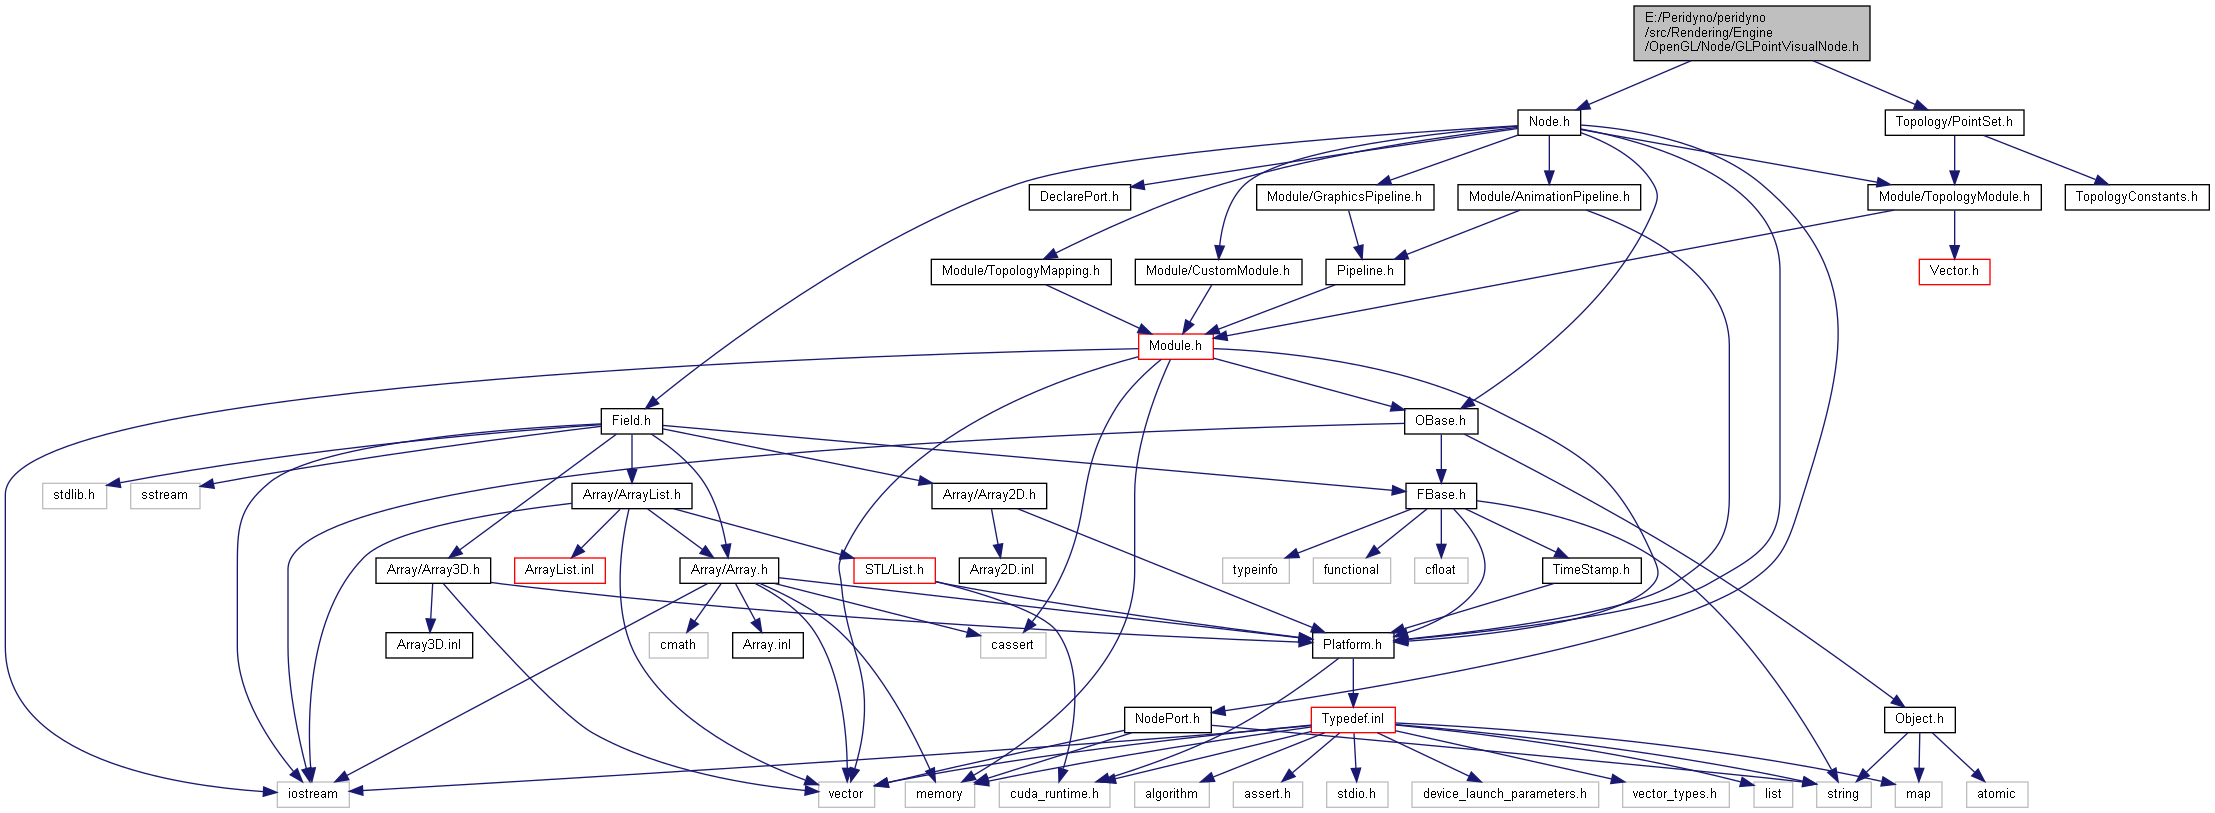 E:/Peridyno/peridyno
/src/Rendering/Engine
/OpenGL/Node/GLPointVisualNode.h
Node.h
Topology/PointSet.h
DeclarePort.h
Module/GraphicsPipeline.h
Module/AnimationPipeline.h
Module/TopologyModule.h
TopologyConstants.h
Module/TopologyMapping.h
Module/CustomModule.h
Pipeline.h
Vector.h
Module.h
Field.h
OBase.h
stdlib.h
sstream
Array/ArrayList.h
Array/Array2D.h
FBase.h
Array/Array3D.h
ArrayList.inl
Array/Array.h
STL/List.h
Array2D.inl
typeinfo
functional
cfloat
TimeStamp.h
Array3D.inl
cmath
Array.inl
cassert
Platform.h
NodePort.h
Typedef.inl
Object.h
iostream
vector
memory
cuda_runtime.h
algorithm
assert.h
stdio.h
device_launch_parameters.h
vector_types.h
list
string
map
atomic